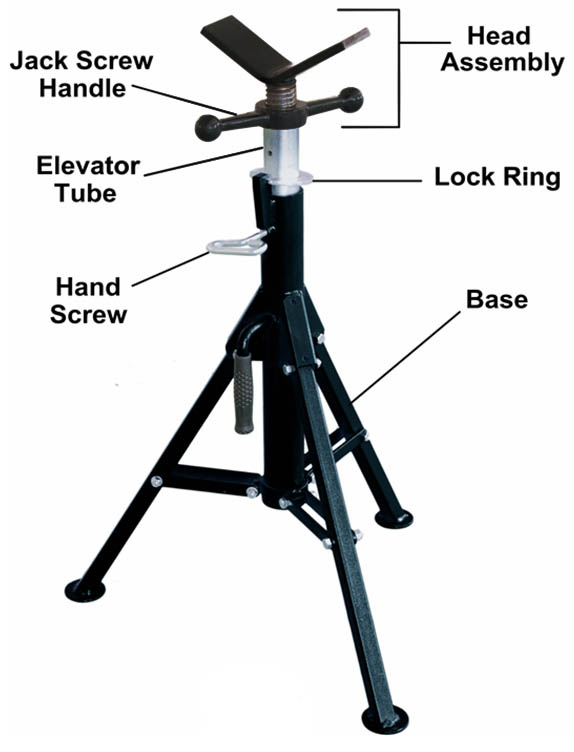 Head
Assembly
Jack Screw
Handle
Elevator
Tube
Lock Ring
Hand
Screw
Base